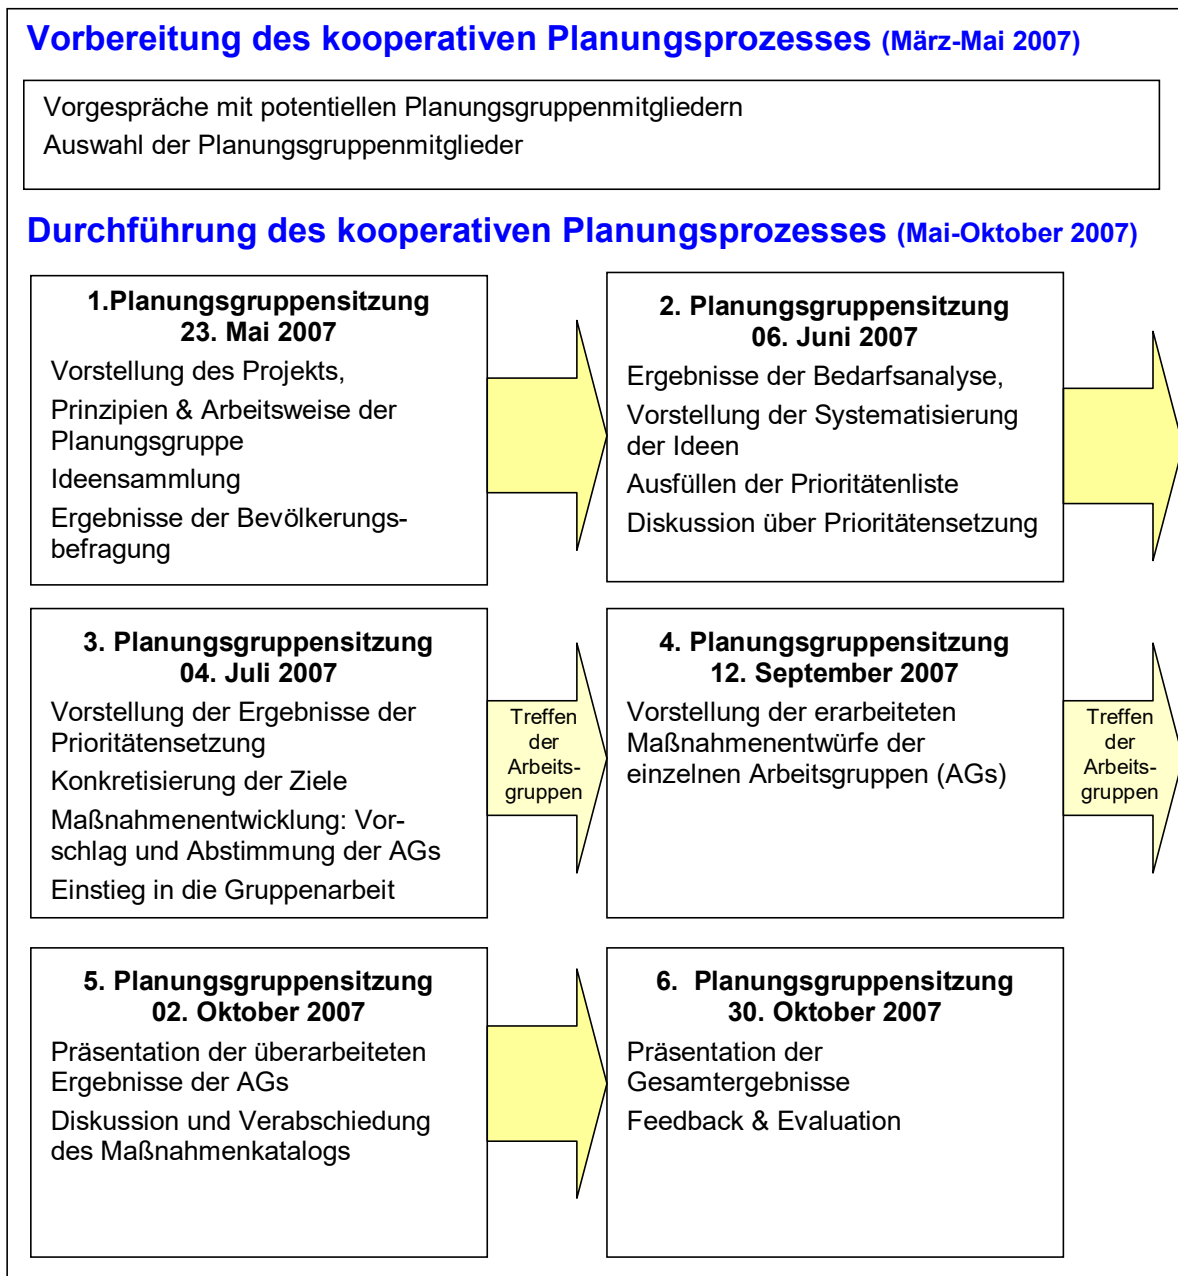 Vorbereitung des kooperativen Planungsprozesses (März-Mai 2007)
Vorgespräche mit potentiellen Planungsgruppenmitgliedern
Auswahl der Planungsgruppenmitglieder
Durchführung des kooperativen Planungsprozesses (Mai-Oktober 2007)
1.Planungsgruppensitzung
23. Mai 2007
Vorstellung des Projekts,
Prinzipien & Arbeitsweise der
Planungsgruppe
Ideensammlung
Ergebnisse der Bevölkerungs-
befragung
2. Planungsgruppensitzung
06. Juni 2007
Ergebnisse der Bedarfsanalyse,
Vorstellung der Systematisierung
der Ideen
Ausfüllen der Prioritätenliste
Diskussion über Prioritätensetzung
3. Planungsgruppensitzung
04. Juli 2007
Vorstellung der Ergebnisse der
Prioritätensetzung
Konkretisierung der Ziele
Maßnahmenentwicklung: Vor-
schlag und Abstimmung der AGs
Einstieg in die Gruppenarbeit
Treffen
der
Arbeits-
gruppen
4. Planungsgruppensitzung
12. September 2007
Vorstellung der erarbeiteten
Maßnahmenentwürfe der
einzelnen Arbeitsgruppen (AGs)
Treffen
der
Arbeits-
gruppen
5. Planungsgruppensitzung
02. Oktober 2007
Präsentation der überarbeiteten
Ergebnisse der AGs
Diskussion und Verabschiedung
des Maßnahmenkatalogs
6. Planungsgruppensitzung
30. Oktober 2007
Präsentation der
Gesamtergebnisse
Feedback & Evaluation